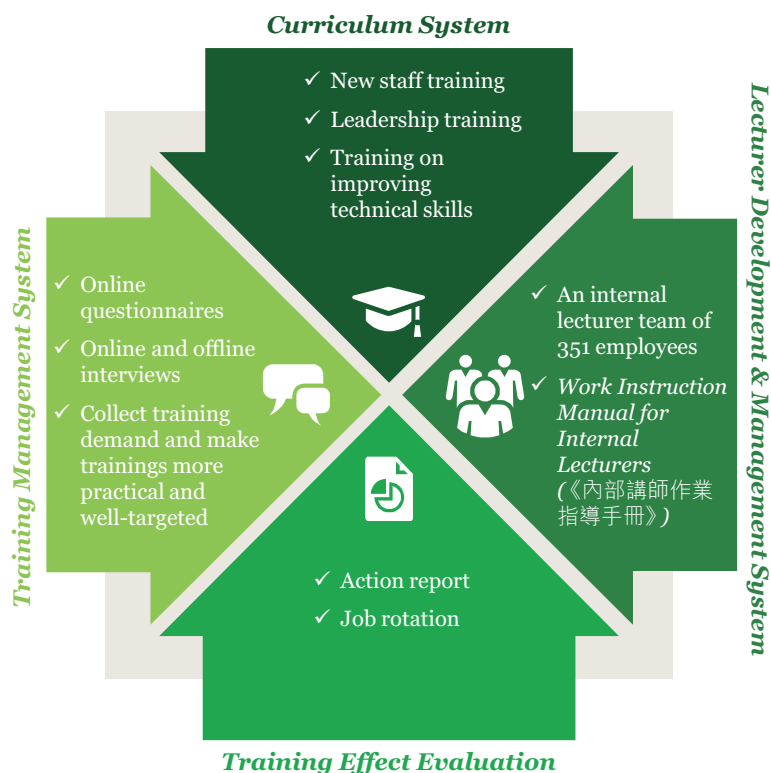 Curriculum System
✓ New staff training
✓ Leadership training
✓ Training on
improving
technical skills
Training Management System
✓ Online
questionnaires
✓ Online and offline
interviews
✓ Collect training
demand and make
trainings more
practical and
well-targeted
Lecturer Development & Management System
✓ An internal
lecturer team of
351 employees
✓ Work Instruction
Manual for
Internal
Lecturers
(《內部講師作業
指導手冊》)
✓ Action report
✓ Job rotation
Training Effect Evaluation